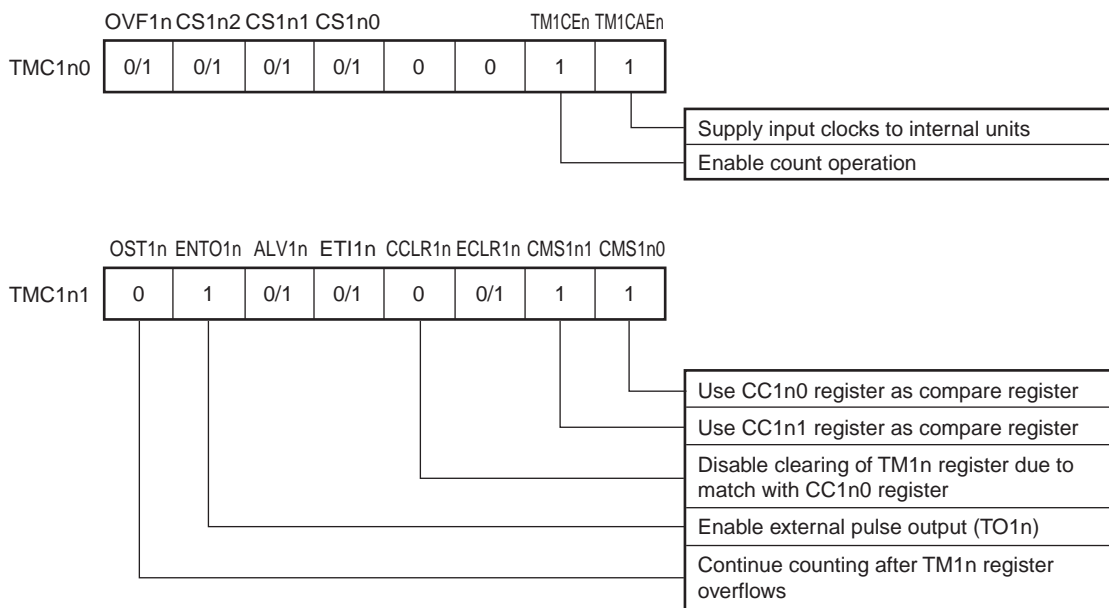 OVF1n CS1n2 CS1n1 CS1n0 TM1CEn TM1CAEn
TMC1n0 0/1 0/1 0/1 0/1 0 0 1 1
Supply input clocks to internal units
Enable count operation
OST1n ENTO1n ALV1n ETI1n CCLR1n ECLR1n CMS1n1 CMS1n0
TMC1n1 0 1 0/1 0/1 0 0/1 1 1
Use CC1n0 register as compare register
Use CC1n1 register as compare register
Disable clearing of TM1n register due to
match with CC1n0 register
Enable external pulse output (TO1n)
Continue counting after TM1n register
overflows